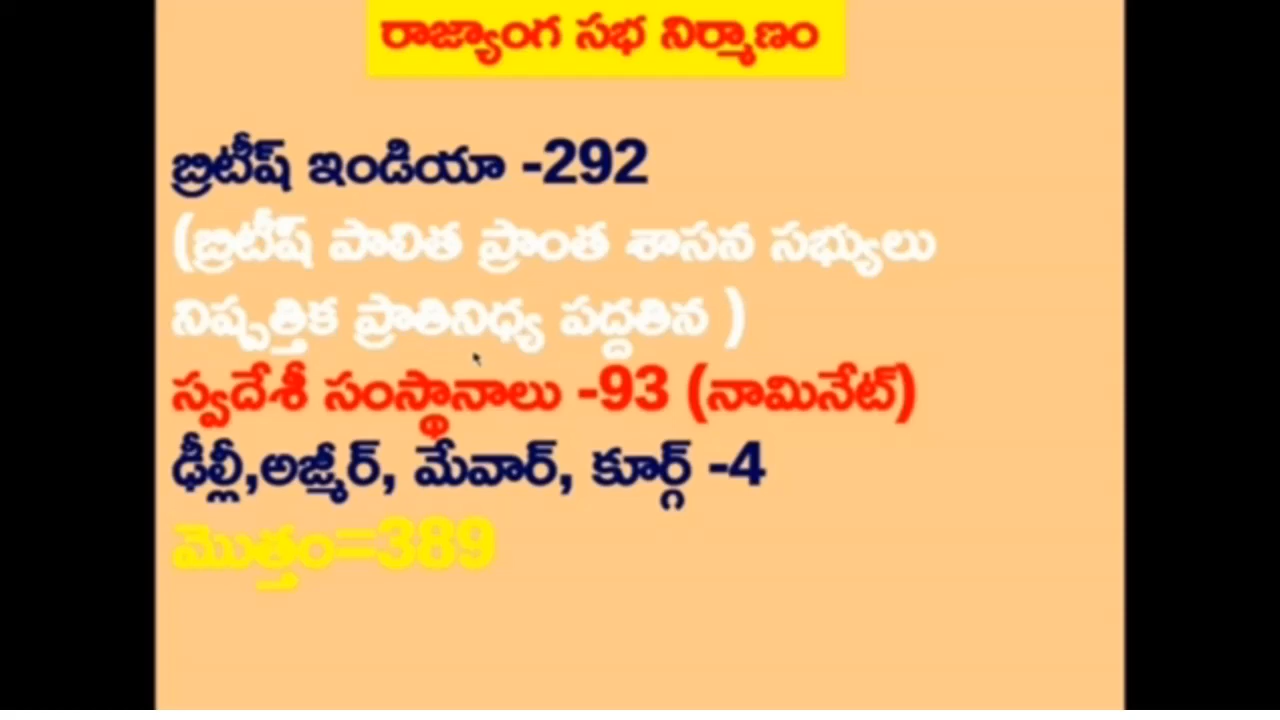 రాజ్యాంగ సభ నిర్మాణం
బ్రిటీష్ ఇండియా -292
(బ్రిటీష్ పాలిత ప్రాంత శాసన సభ్యులు
నిష్పత్తిక ప్రాతినిధ్య పద్దతిన )
స్వదేశీ సంస్థానాలు -93 (నామినేట్)
ఢిల్లీ,అజ్మీర్, మేవార్, కూర్గ్ -4
మొత్తం=389